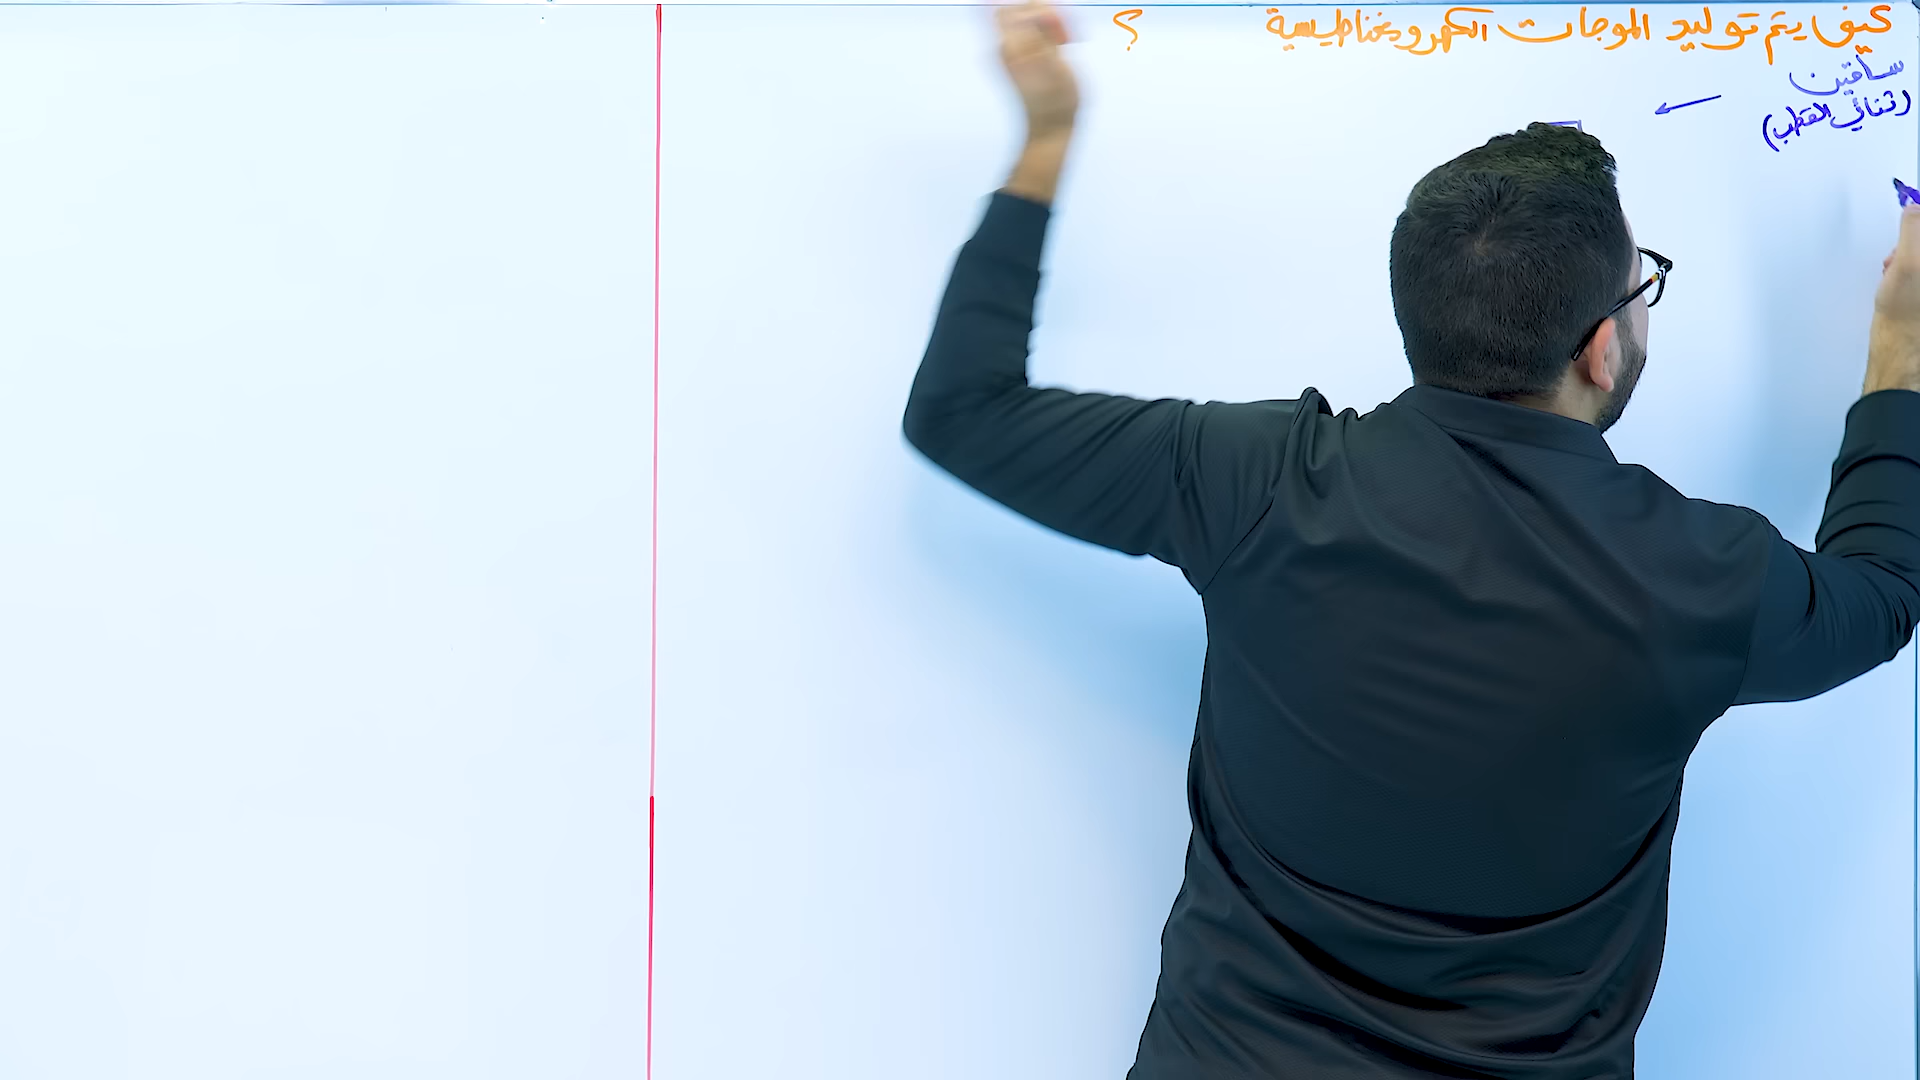 كيف يتم توليد الموجات الكهرومغناطيسية ؟
ساقين
(ثنائي القطب)